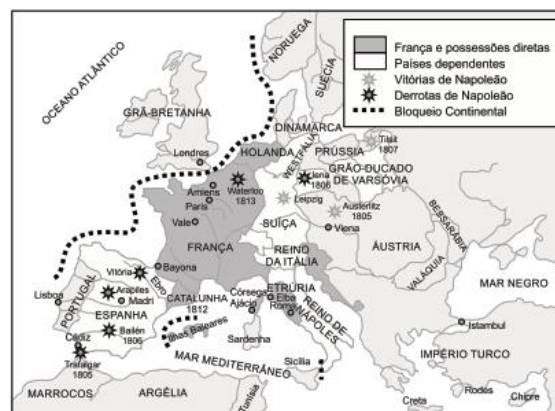 OCEANO ATLÂNTICO
NORUEGA
SUÉCIA
França e possessões diretas
Países dependentes
Vitórias de Napoleão
Derrotas de Napoleão
Bloqueio Continental
GRÃ-BRETANHA
Londres
DINAMARCA
HOLANDA
WESTFÁLIA
PRÚSSIA
Tilsit
1807
GRÃO-DUCADO
DE VARSÓVIA
Amiens
Paris
Waterloo
1813
Iena
1806
Leipzig
Austerlitz
1805
Vale
Viena
FRANÇA
SUÍÇA
ÁUSTRIA
BESSARÁBIA
REINO
DA ITÁLIA
VALÁQUIA
MAR NEGRO
Vitória
Bayona
Ebro
Arapiles
Madri
Lisboa
PORTUGAL
ESPANHA
CATALUNHA
1812
Córsega
Ajácio
ETRÚRIA
Elba
Roma
REINO DE
NÁPOLES
Bailén
1805
Ilhas Baleares
Cádiz
Trafalgar
1805
Sardenha
MAR MEDITERRÂNEO
Sicília
Istambul
IMPÉRIO TURCO
MARROCOS
ARGÉLIA
Tunísia
Creta
Rodes
Chipre